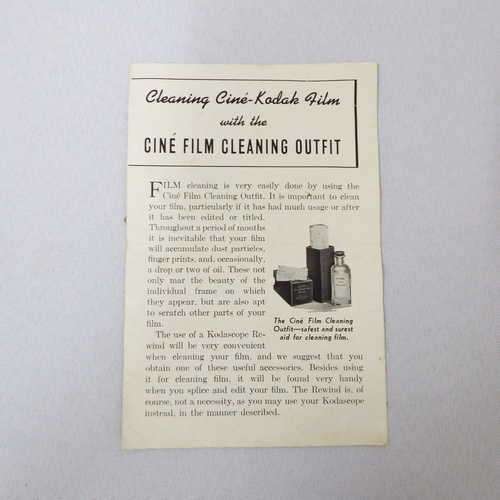 Cleaning Ciné-Kodak Film
with the
CINÉ FILM CLEANING OUTFIT
FILM cleaning is very easily done by using the
Ciné Film Cleaning Outfit. It is important to clean
your film, particularly if it has had much usage or after
it has been edited or titled.
Throughout a period of months
it is inevitable that your film
will accumulate dust particles,
finger prints, and, occasionally,
a drop or two of oil. These not
only mar the beauty of the
individual frame on which
they appear, but are also apt
to scratch other parts of your
film.
The Ciné Film Cleaning
Outfit—safest and surest
aid for cleaning film.
The use of a Kodascope Re-
wind will be very convenient
when cleaning your film, and we suggest that you
obtain one of these useful accessories. Besides using
it for cleaning film, it will be found very handy
when you splice and edit your film. The Rewind is, of
course, not a necessity, as you may use your Kodascope
instead, in the manner described.